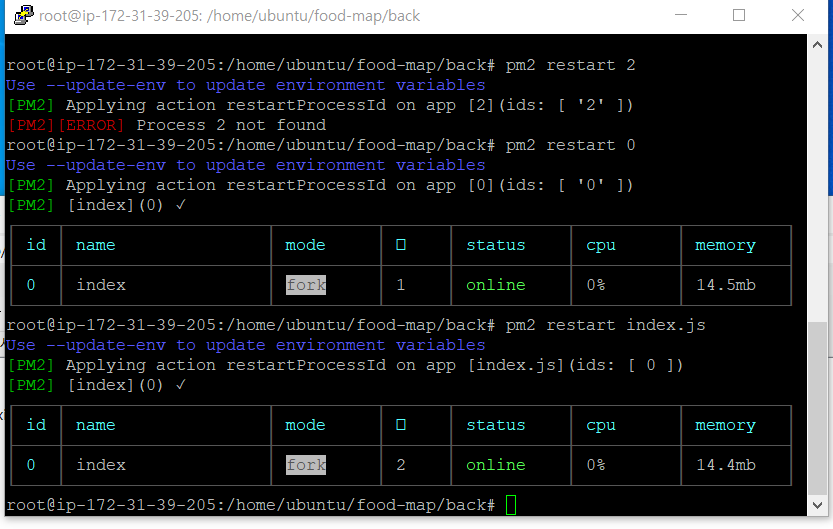 root@ip-172-31-39-205: /home/ubuntu/food-map/back
root@ip-172-31-39-205:/home/ubuntu/food-map/back# pm2 restart 2
Use --update-env to update environment variables
[PM2] Applying action restartProcessId on app [2](ids: [ '2' ])
[PM2][ERROR] Process 2 not found
root@ip-172-31-39-205:/home/ubuntu/food-map/back# pm2 restart 0
Use --update-env to update environment variables
[PM2] Applying action restartProcessId on app [0](ids: [ '0' ])
[PM2] [index](0) ✓
id name mode status cpu memory
0 index fork 1 online 0% 14.5mb
root@ip-172-31-39-205:/home/ubuntu/food-map/back# pm2 restart index.js
Use --update-env to update environment variables
[PM2] Applying action restartProcessId on app [index.js](ids: [ 0 ])
[PM2] [index](0) ✓
id name mode status cpu memory
0 index fork 2 online 0% 14.4mb
root@ip-172-31-39-205:/home/ubuntu/food-map/back#